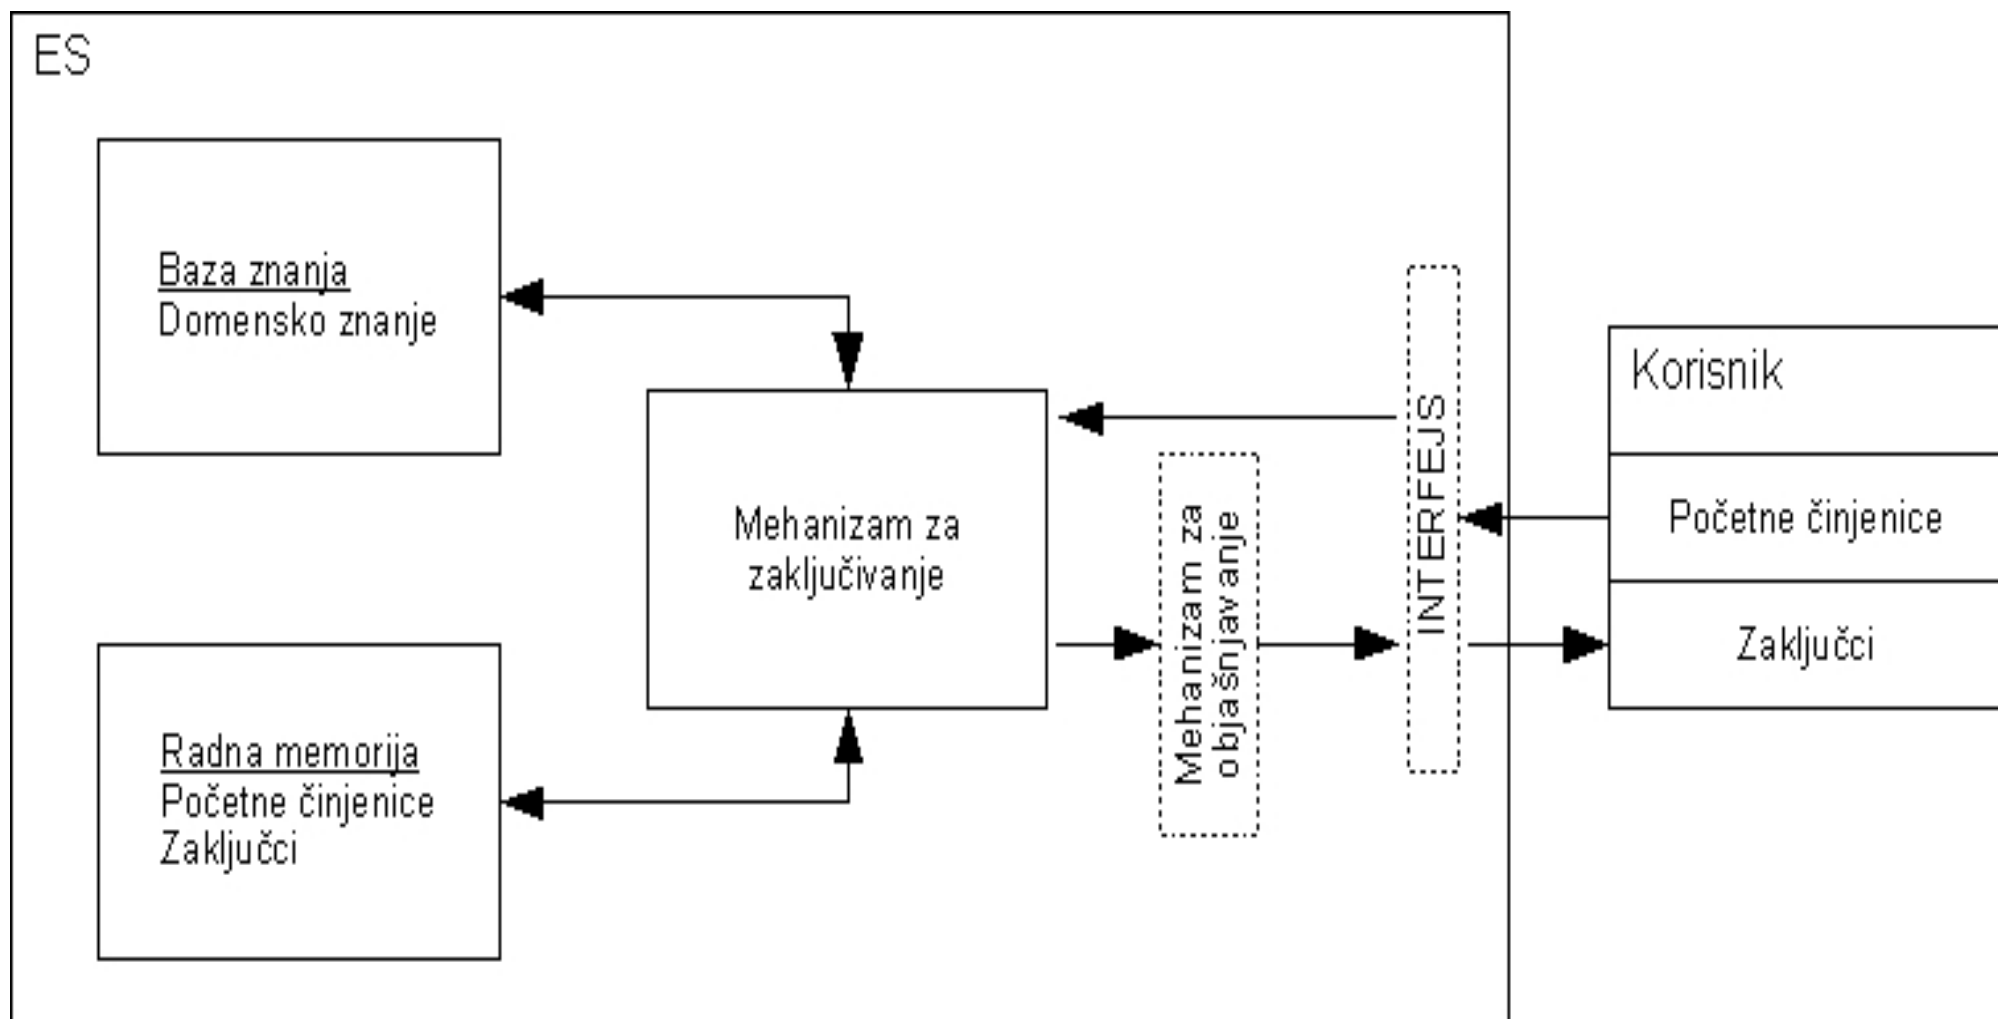 ES
Baza znanja
Domensko znanje
Mehanizam za
zaključivanje
Radna memorija
Početne činjenice
Zaključci
Mehanizam za
objašnjavanje
INTERFEJS
Korisnik
Početne činjenice
Zaključci